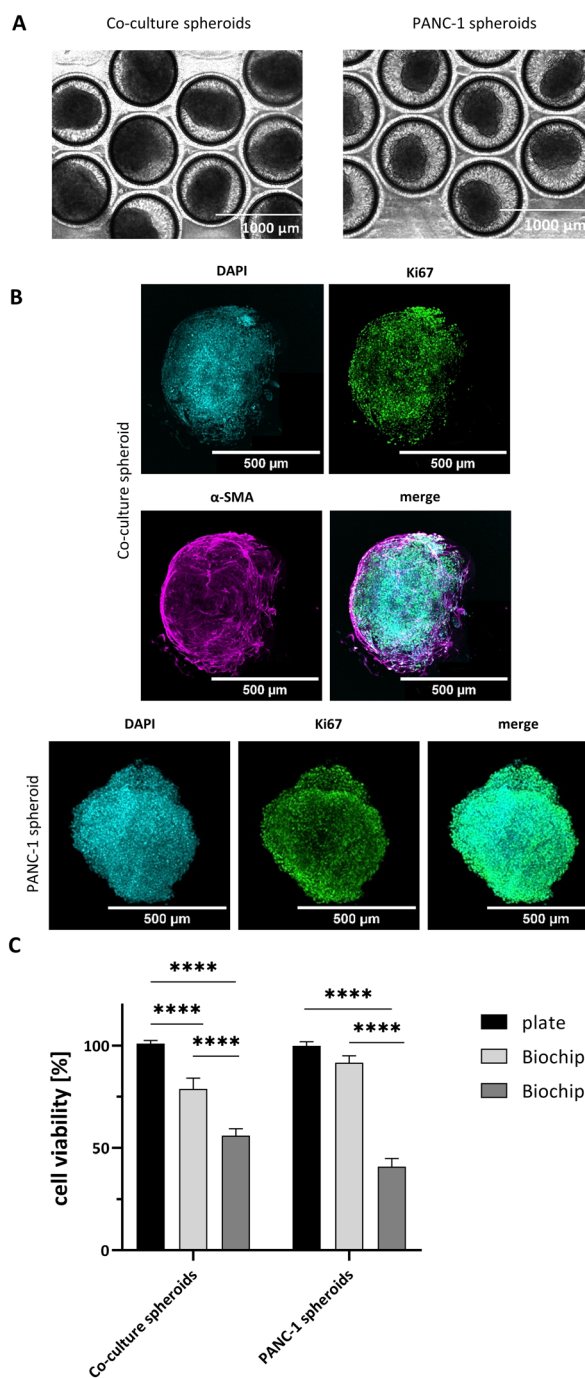 A
Co-culture spheroids
PANC-1 spheroids
1000 µm
1000 µm
B
DAPI
Ki67
Co-culture spheroid
500 µm
500 µm
α-SMA
merge
500 µm
500 µm
DAPI
Ki67
merge
PANC-1 spheroid
500 µm
500 µm
500 µm
C
****
****
****
****
****
plate
Biochip
Biochip
cell viability [%]
100
50
0
Co-culture spheroids
PANC-1 spheroids